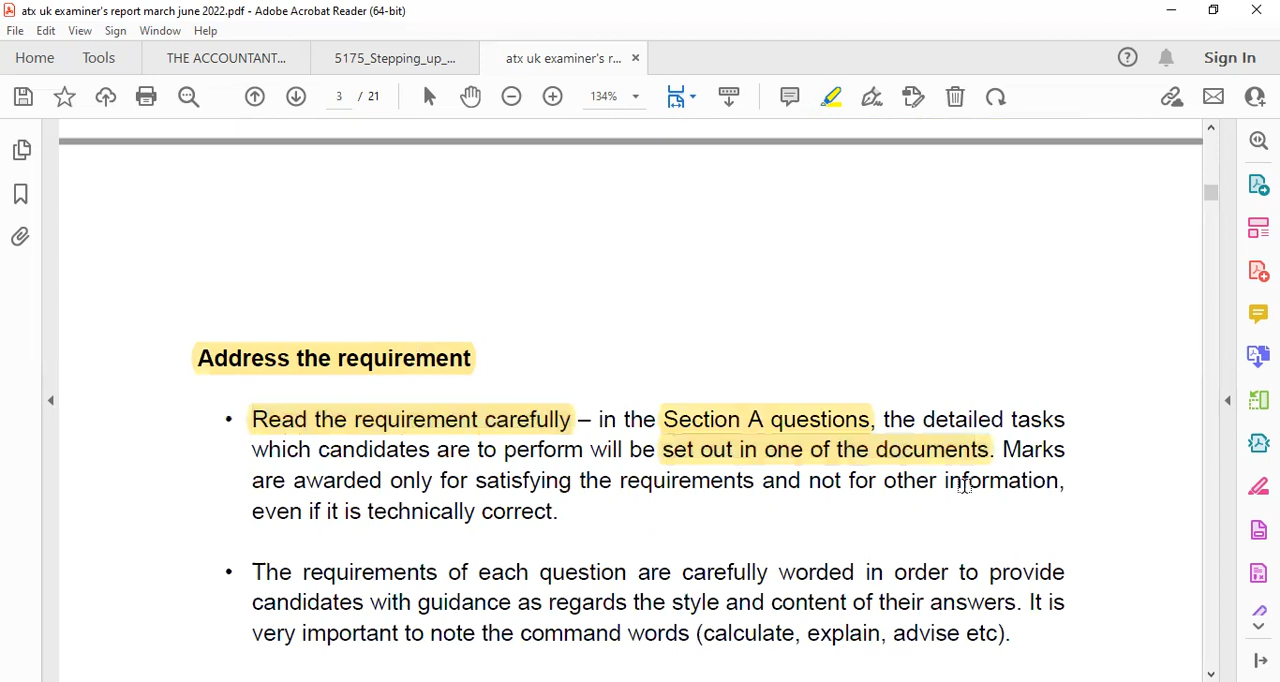 atx uk examiner's report march june 2022.pdf - Adobe Acrobat Reader (64-bit)
File Edit View Sign Window Help
Home Tools THE ACCOUNTANT... 5175_Stepping_up_... atx uk examiner's r... Sign In
3 / 21 134%
Address the requirement
• Read the requirement carefully – in the Section A questions, the detailed tasks
which candidates are to perform will be set out in one of the documents. Marks
are awarded only for satisfying the requirements and not for other information,
even if it is technically correct.
• The requirements of each question are carefully worded in order to provide
candidates with guidance as regards the style and content of their answers. It is
very important to note the command words (calculate, explain, advise etc).